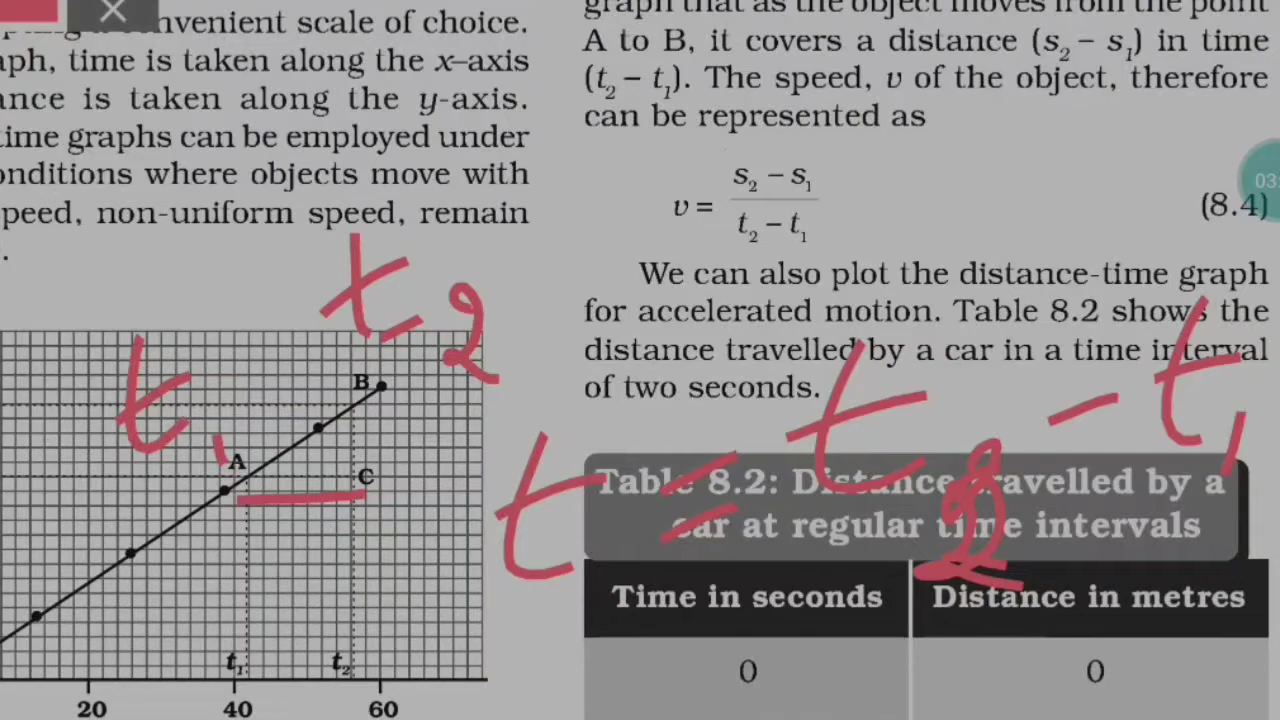 nvenient scale of choice.
aph, time is taken along the x–axis
ance is taken along the y-axis.
time graphs can be employed under
onditions where objects move with
peed, non-uniform speed, remain
.
t₂
t₁
B
A
C
t₁ t₂
20 40 60
graph that as the object moves from the point
A to B, it covers a distance (s₂ – s₁) in time
(t₂ – t₁). The speed, v of the object, therefore
can be represented as
v = s₂ – s₁
t₂ – t₁
(8.4)
03:
We can also plot the distance-time graph
for accelerated motion. Table 8.2 shows the
distance travelled by a car in a time interval
of two seconds.
t = t₂ – t₁
Table 8.2: Distance travelled by a
car at regular time intervals
Time in seconds Distance in metres
0 0